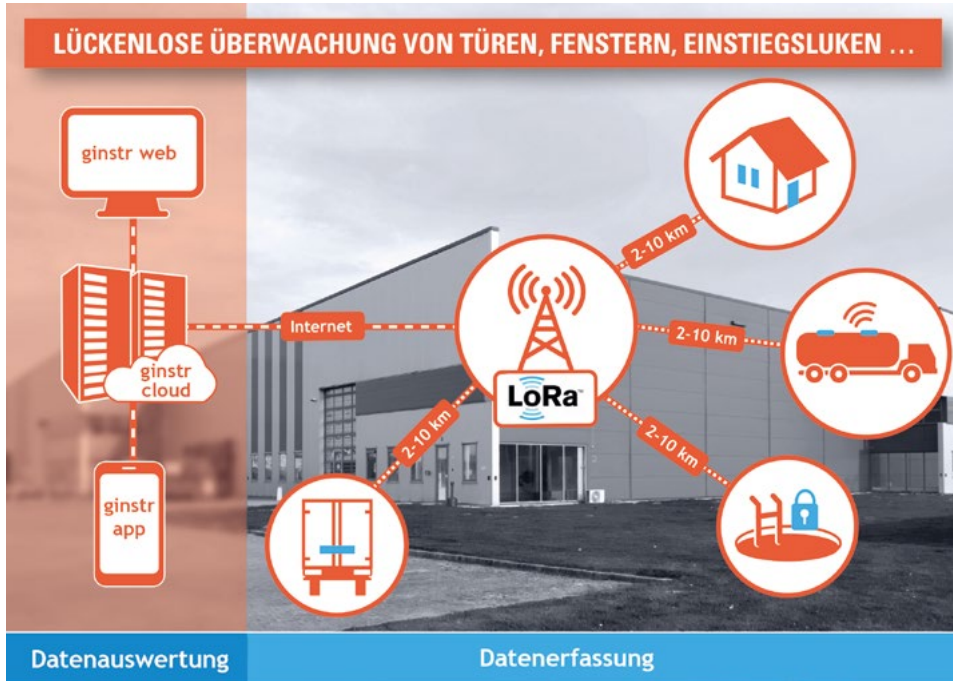 LÜCKENLOSE ÜBERWACHUNG VON TÜREN, FENSTERN, EINSTIEGSLUKEN ...
ginstr web
2-10 km
Internet
2-10 km
ginstr
cloud
LoRa™
2-10 km
2-10 km
ginstr
app
Datenauswertung
Datenerfassung